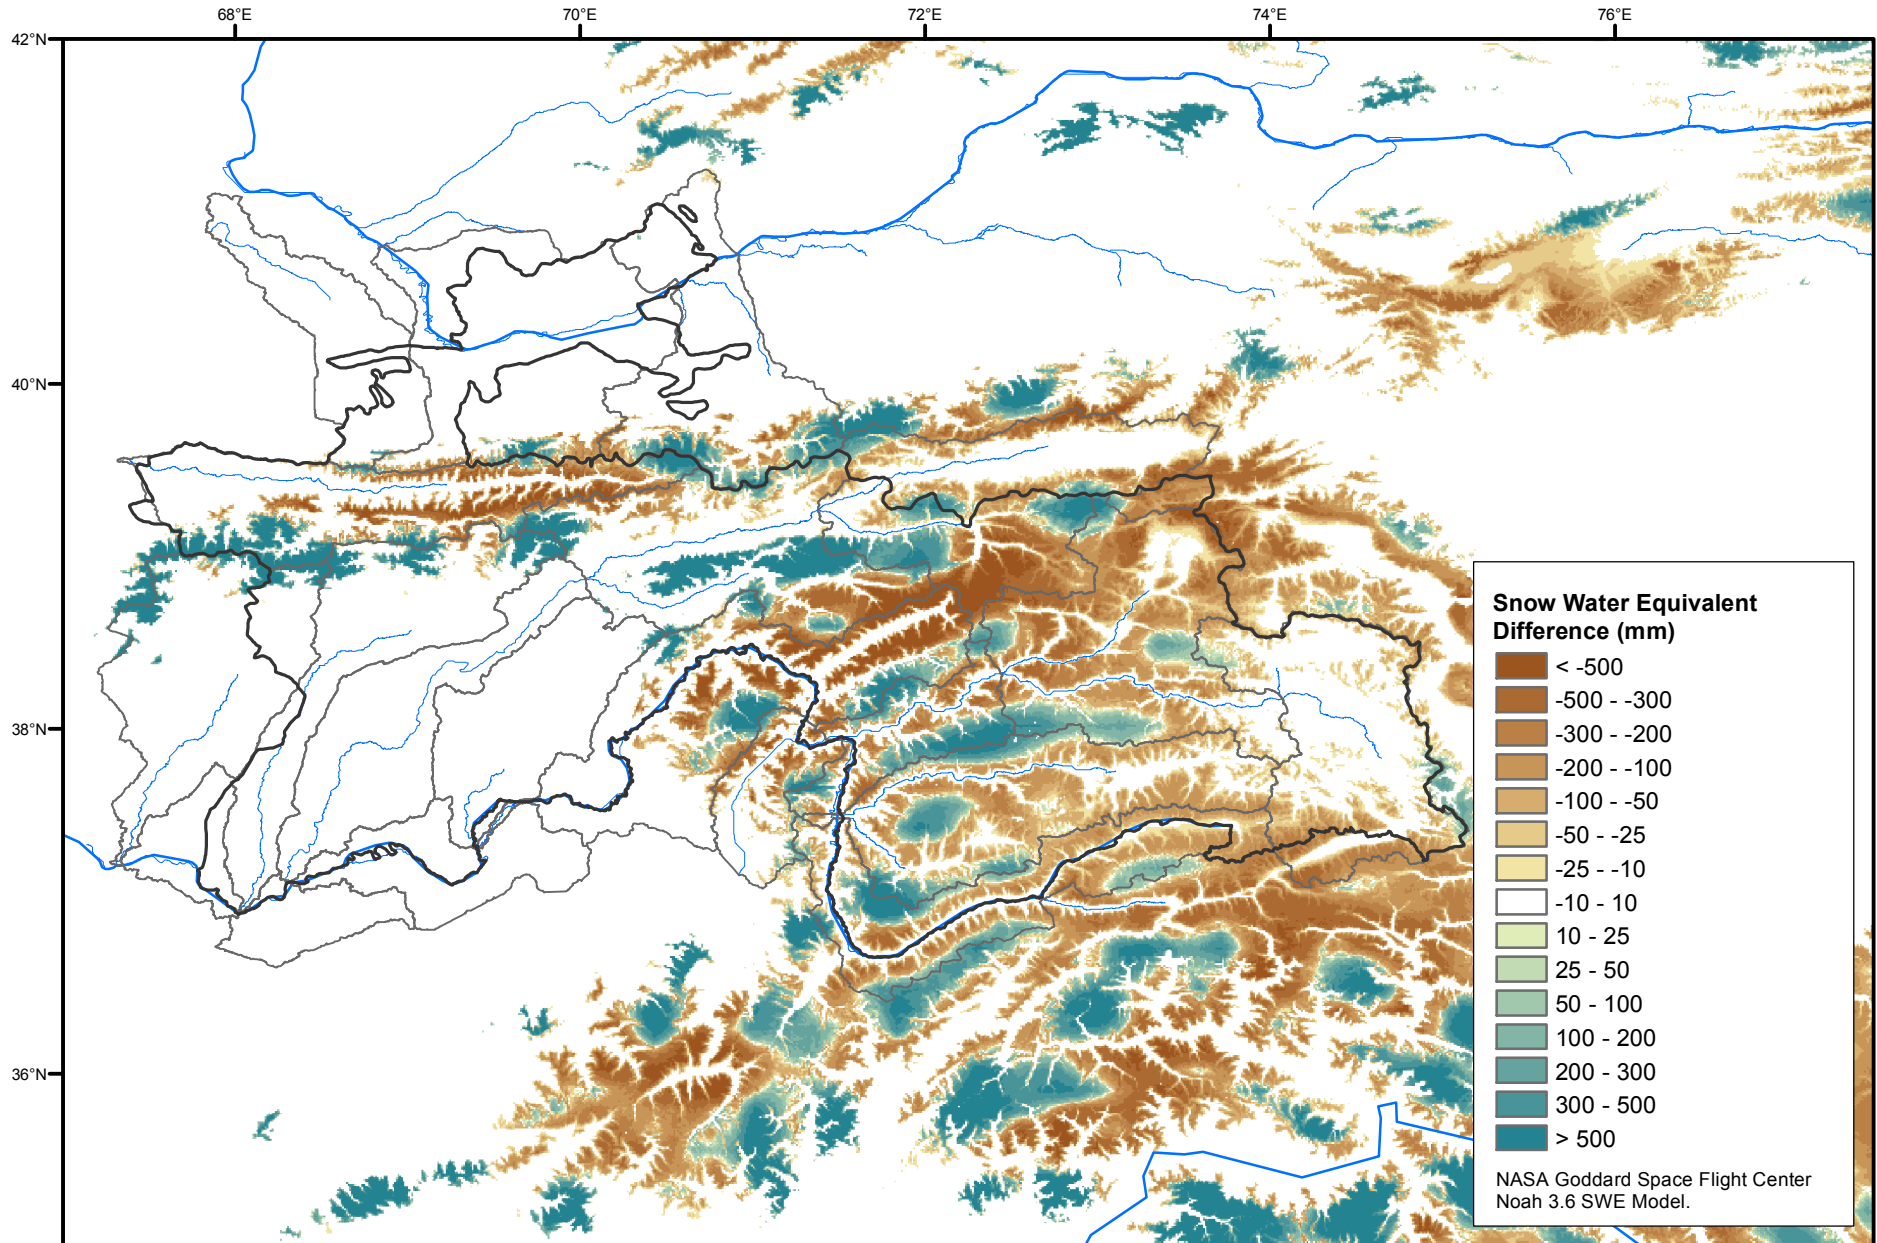 68°E
70°E
72°E
74°E
76°E
42°N
40°N
38°N
36°N
Snow Water Equivalent
Difference (mm)
< -500
-500 - -300
-300 - -200
-200 - -100
-100 - -50
-50 - -25
-25 - -10
-10 - 10
10 - 25
25 - 50
50 - 100
100 - 200
200 - 300
300 - 500
> 500
NASA Goddard Space Flight Center
Noah 3.6 SWE Model.